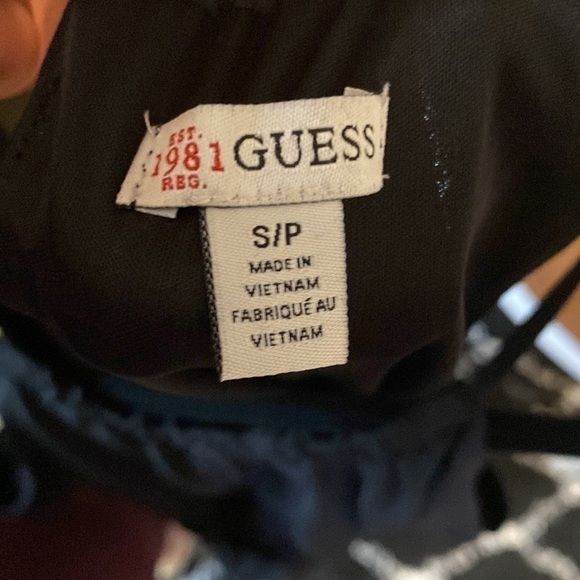 EST.
1981 GUESS
REG.
S/P
MADE IN
VIETNAM
FABRIQUÉ AU
VIETNAM